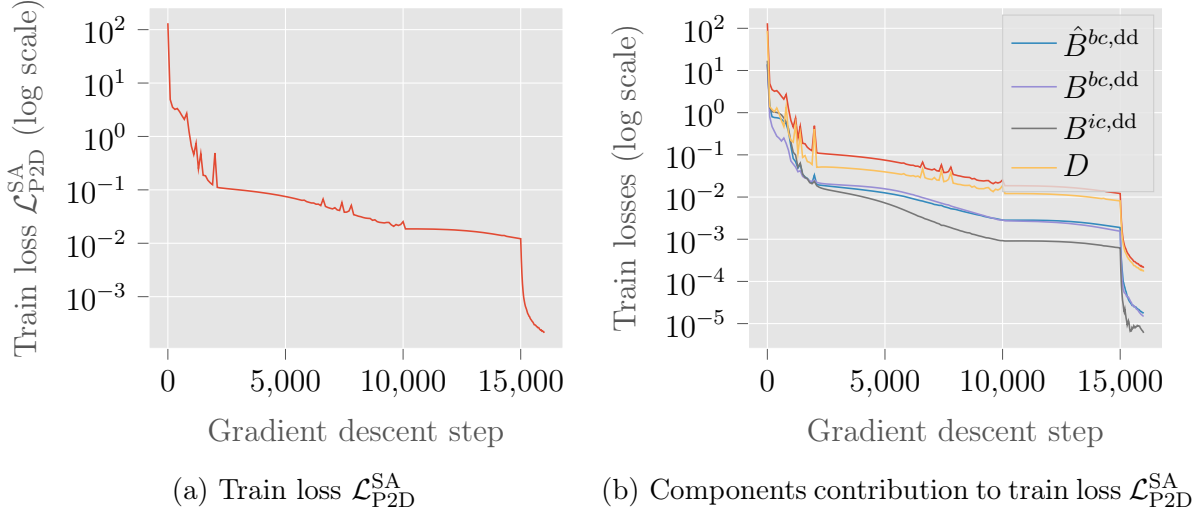 Train loss 𝓛^SA_P2D (log scale)
10^2
10^1
10^0
10^−1
10^−2
10^−3
0
5,000
10,000
15,000
Gradient descent step
(a) Train loss 𝓛^SA_P2D
Train losses (log scale)
10^2
10^1
10^0
10^−1
10^−2
10^−3
10^−4
10^−5
0
5,000
10,000
15,000
Gradient descent step
B̂^bc,dd
B^bc,dd
B^ic,dd
D
(b) Components contribution to train loss 𝓛^SA_P2D